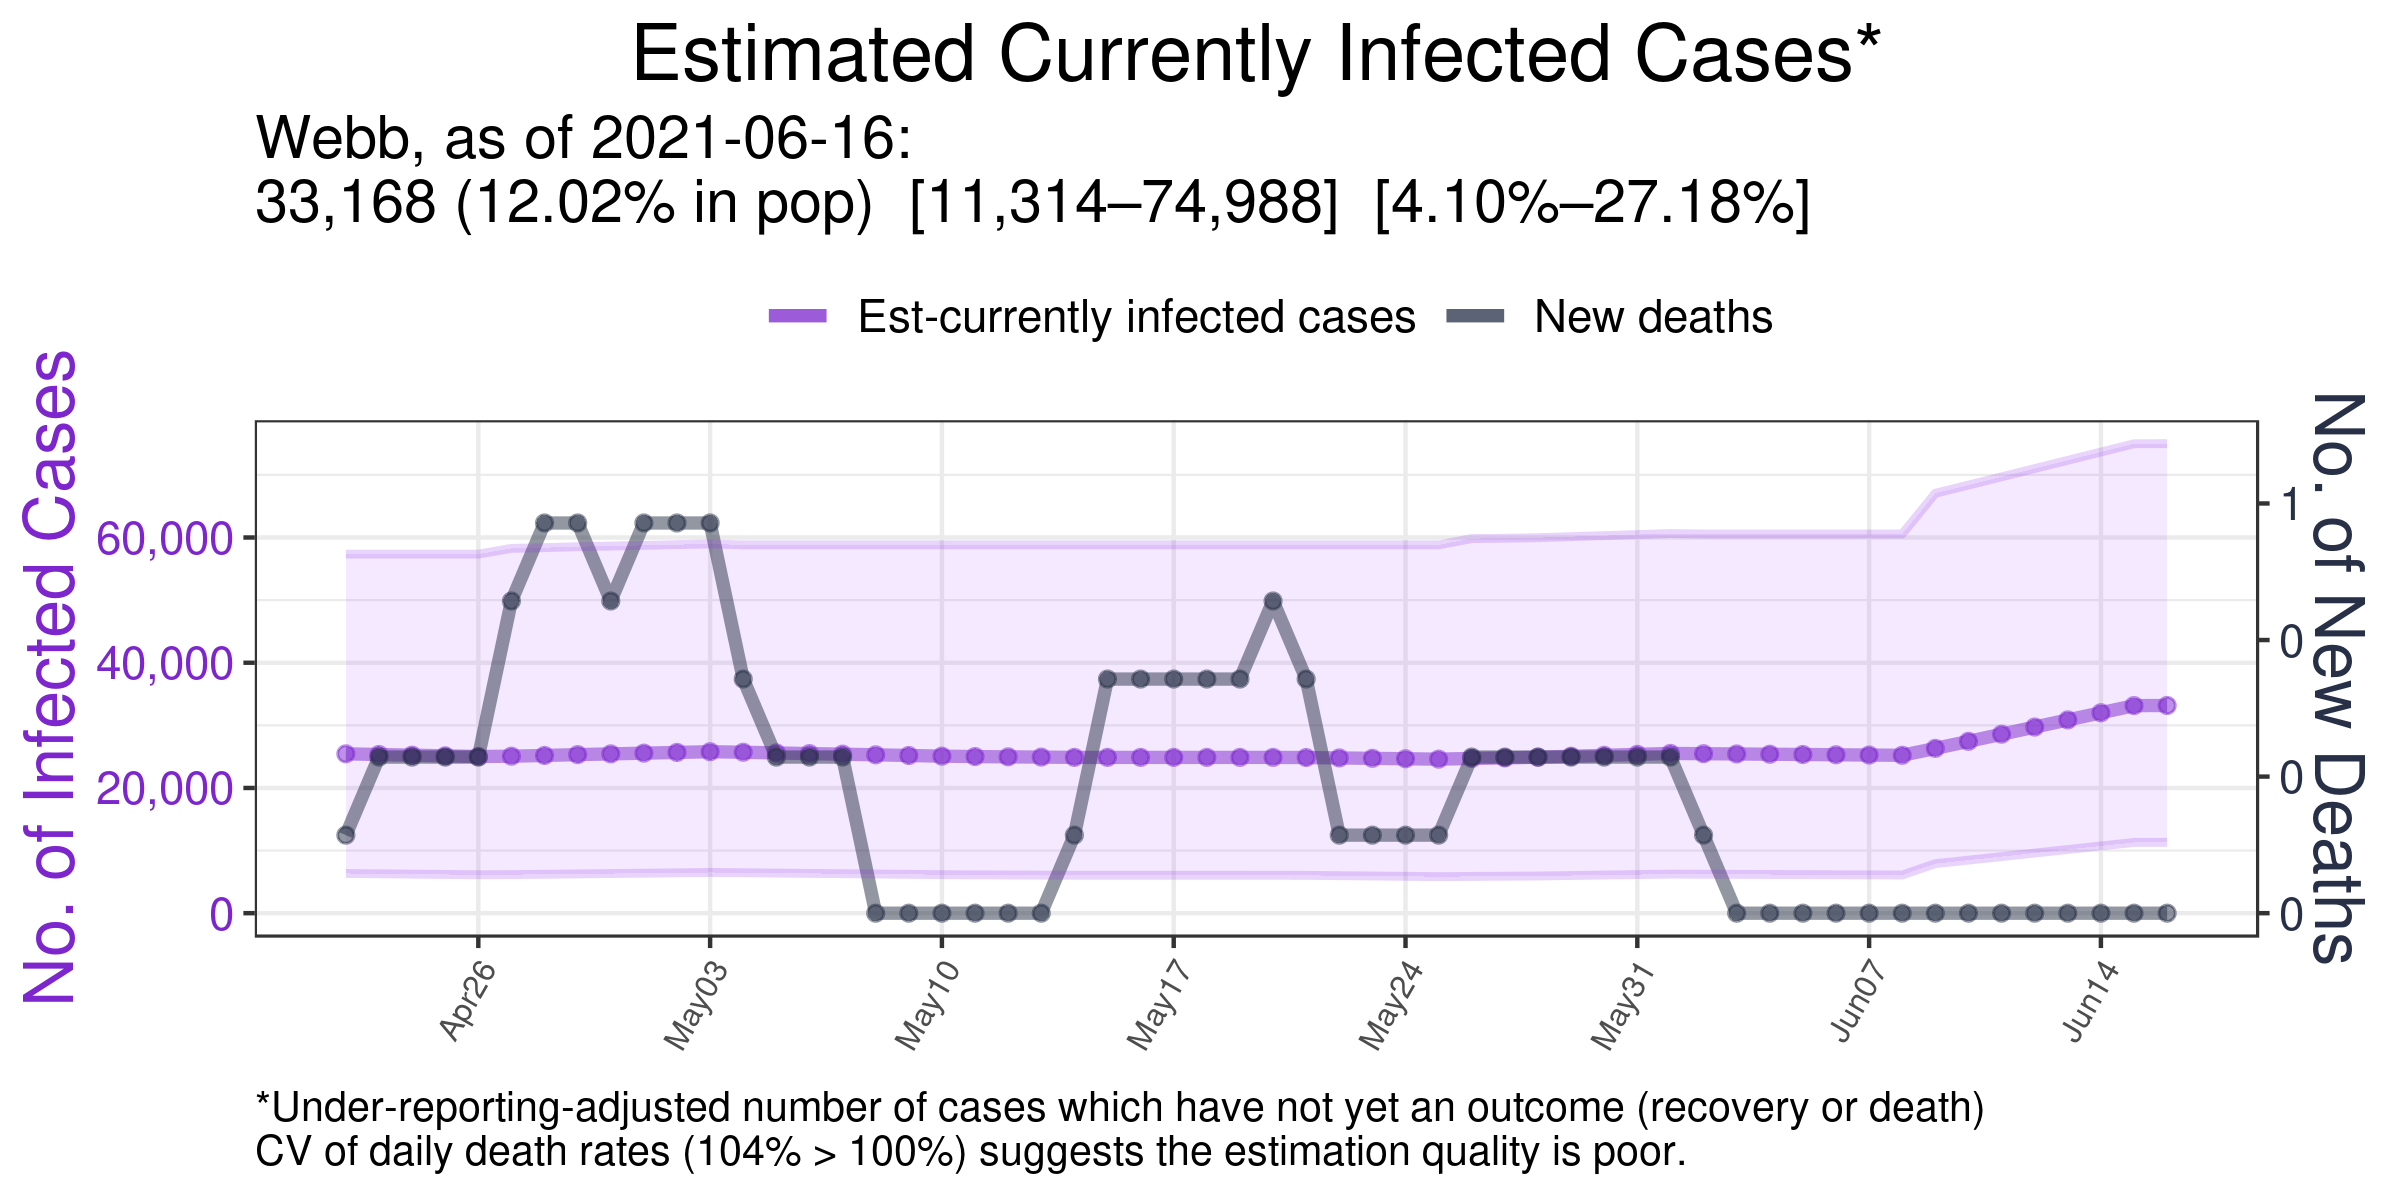 Estimated Currently Infected Cases*
Webb, as of 2021-06-16:
33,168 (12.02% in pop)  [11,314–74,988]  [4.10%–27.18%]
Est-currently infected cases
New deaths
No. of Infected Cases
60,000
40,000
20,000
0
1
0
0
0
No. of New Deaths
Apr26
May03
May10
May17
May24
May31
Jun07
Jun14
*Under-reporting-adjusted number of cases which have not yet an outcome (recovery or death)
CV of daily death rates (104% > 100%) suggests the estimation quality is poor.